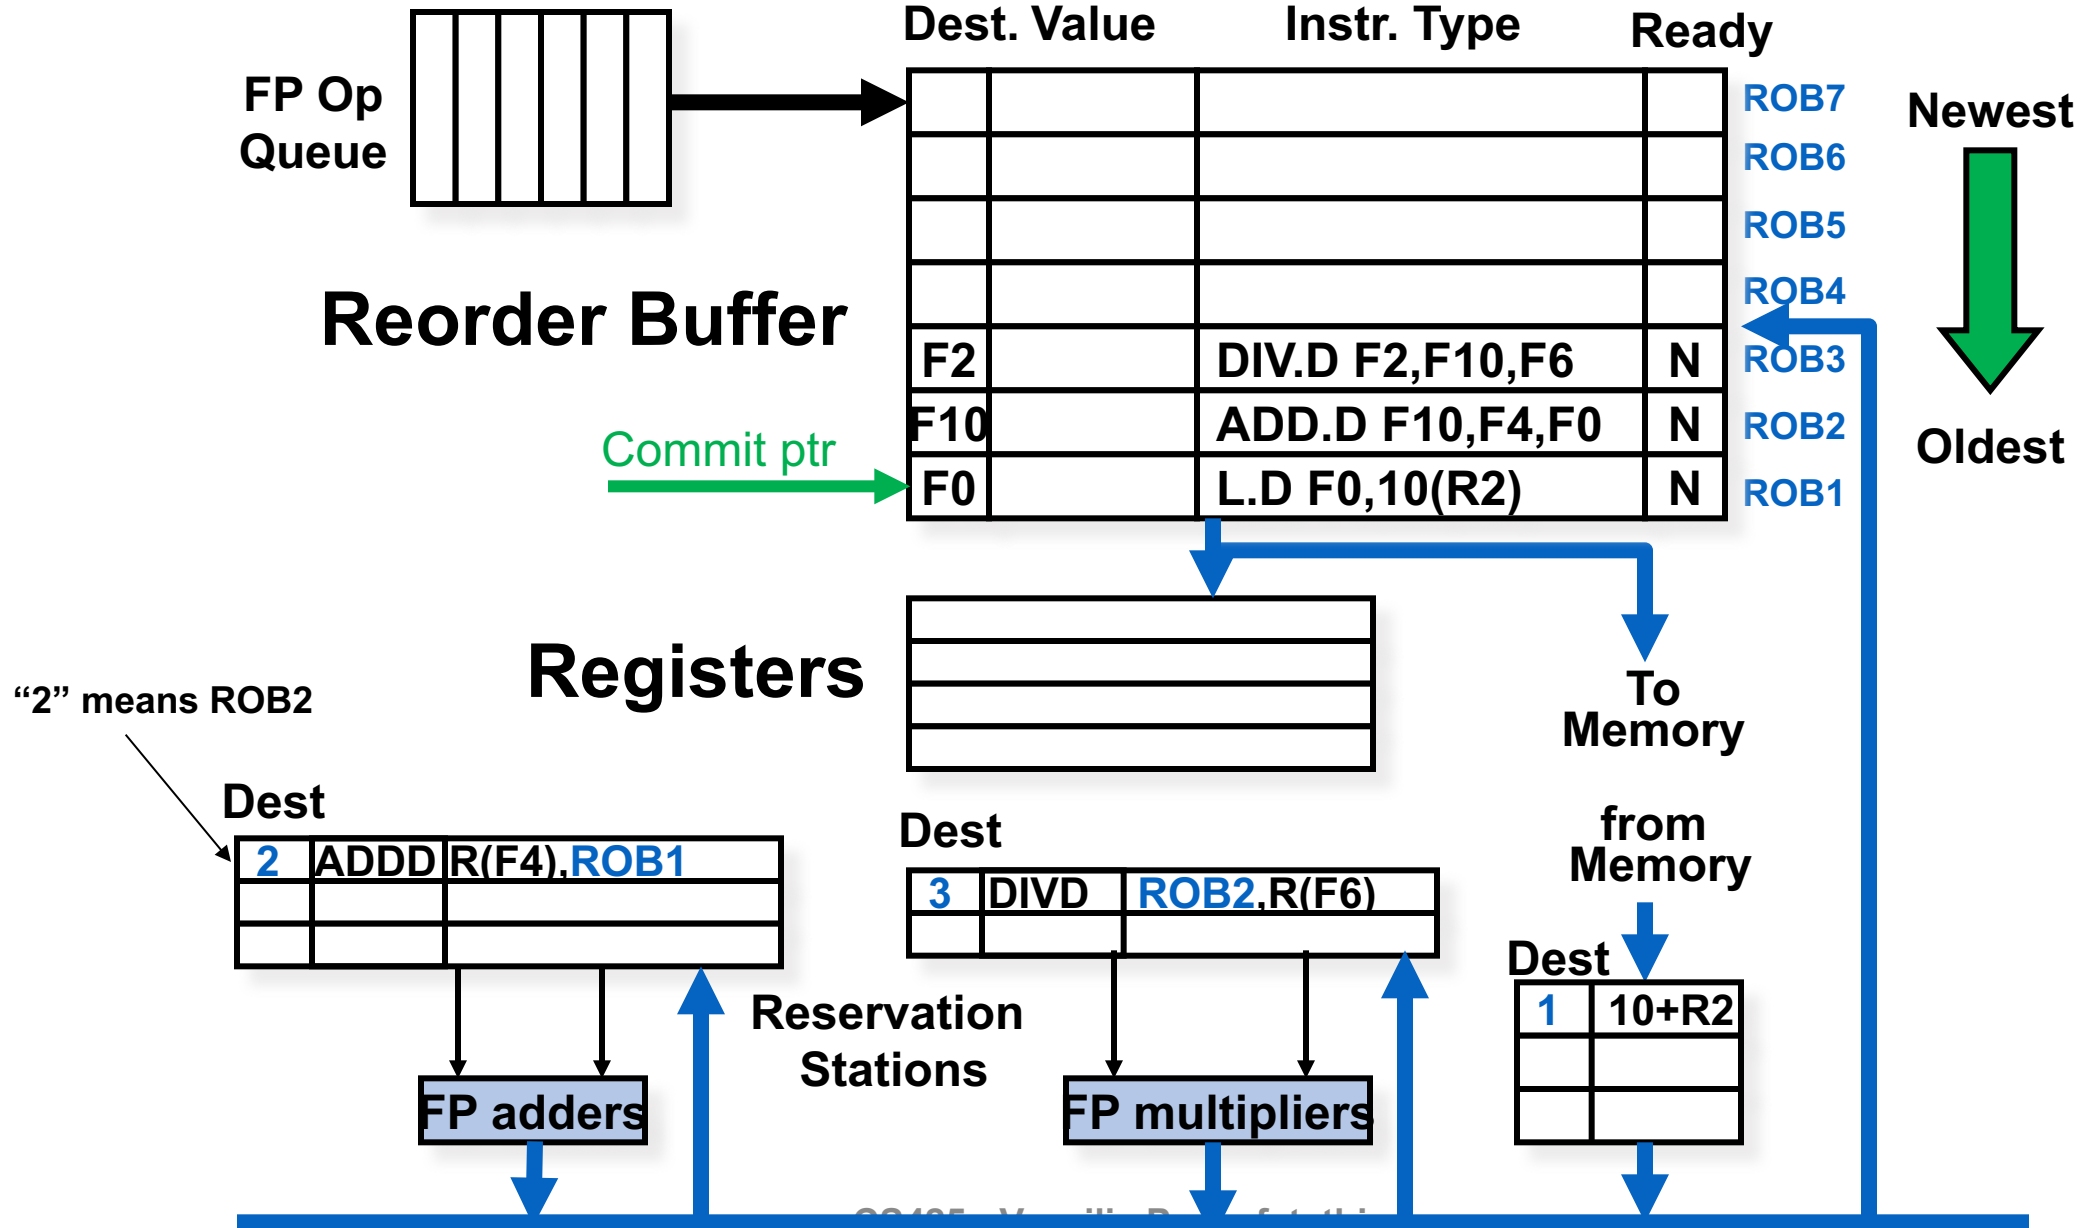 Dest. Value Instr. Type Ready
FP Op
Queue
ROB7
Newest
ROB6
ROB5
Reorder Buffer
ROB4
F2 DIV.D F2,F10,F6 N ROB3
F10 ADD.D F10,F4,F0 N ROB2
Commit ptr
Oldest
F0 L.D F0,10(R2) N ROB1
Registers
"2" means ROB2
To
Memory
Dest
2 ADDD R(F4),ROB1
Dest
3 DIVD ROB2,R(F6)
from
Memory
Dest
1 10+R2
Reservation
Stations
FP adders
FP multipliers